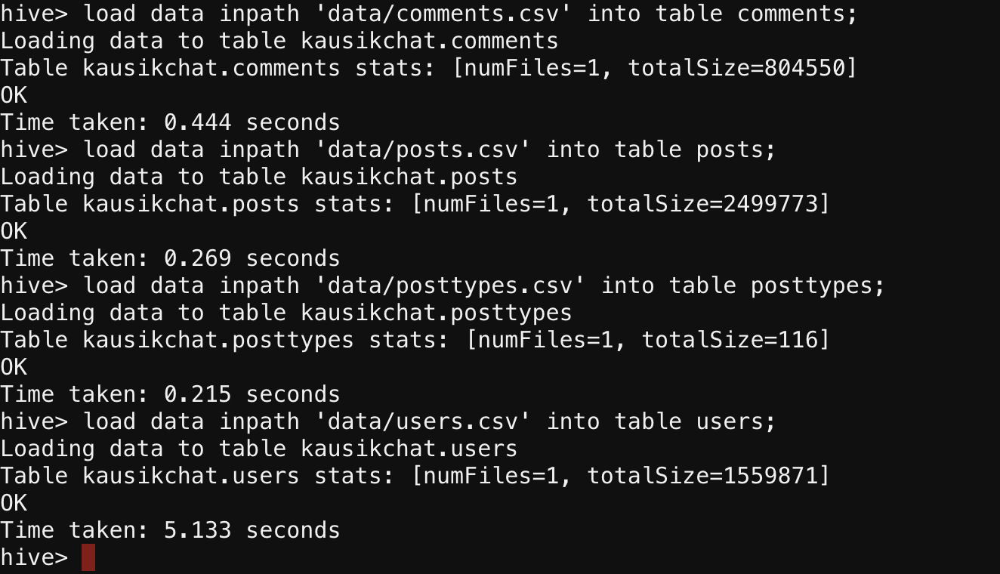 hive> load data inpath 'data/comments.csv' into table comments;
Loading data to table kausikchat.comments
Table kausikchat.comments stats: [numFiles=1, totalSize=804550]
OK
Time taken: 0.444 seconds
hive> load data inpath 'data/posts.csv' into table posts;
Loading data to table kausikchat.posts
Table kausikchat.posts stats: [numFiles=1, totalSize=2499773]
OK
Time taken: 0.269 seconds
hive> load data inpath 'data/posttypes.csv' into table posttypes;
Loading data to table kausikchat.posttypes
Table kausikchat.posttypes stats: [numFiles=1, totalSize=116]
OK
Time taken: 0.215 seconds
hive> load data inpath 'data/users.csv' into table users;
Loading data to table kausikchat.users
Table kausikchat.users stats: [numFiles=1, totalSize=1559871]
OK
Time taken: 5.133 seconds
hive>